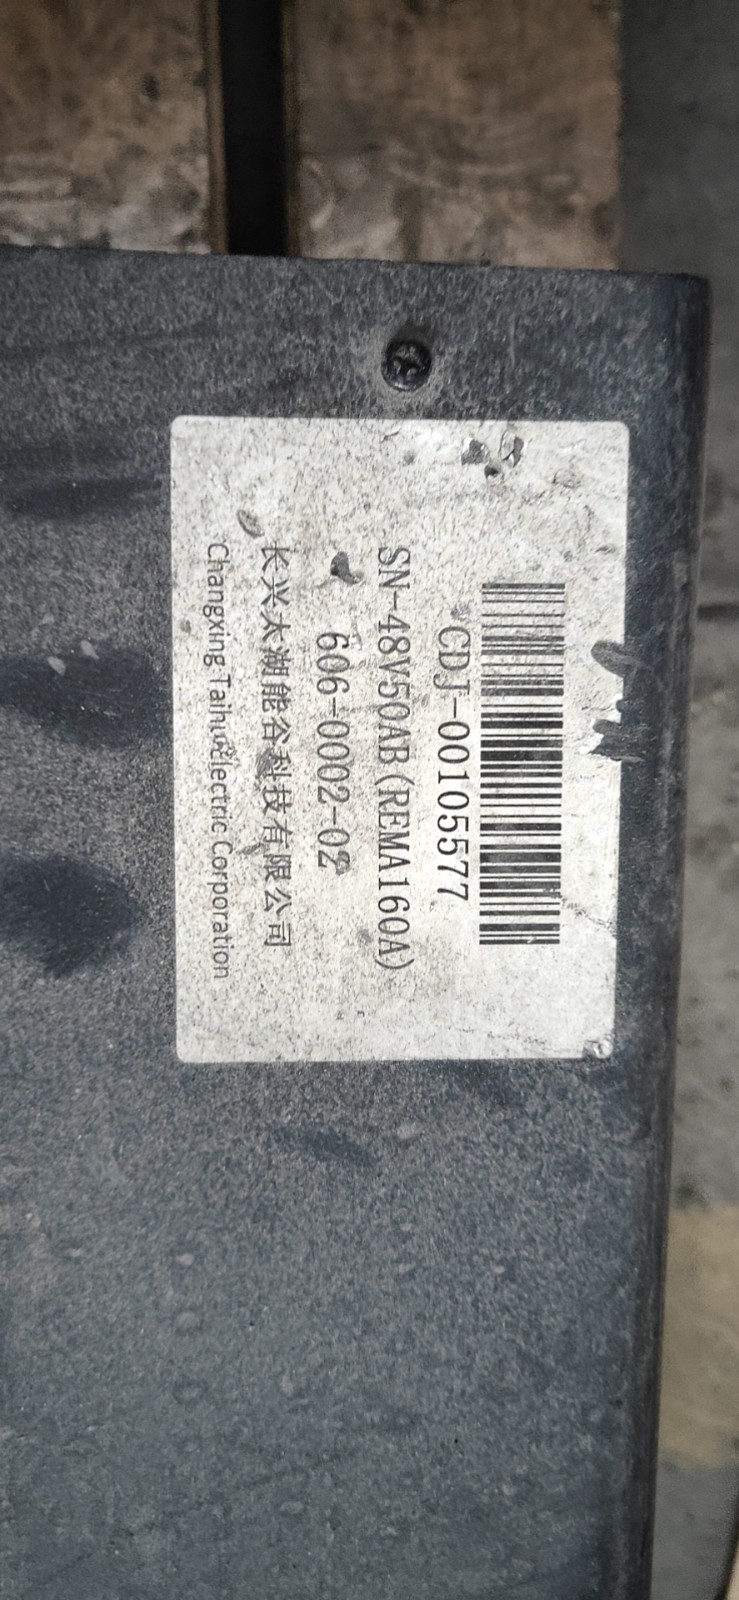 CDJ-00105577
SN-48V50AB(REMA160A)
606-0002-02
长兴太湖能谷科技有限公司
Changxing Taihu Electric Corporation